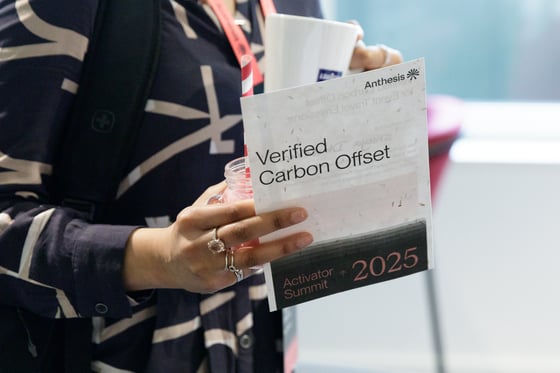 Anthesis
Verified
Carbon Offset
Activator
Summit
2025